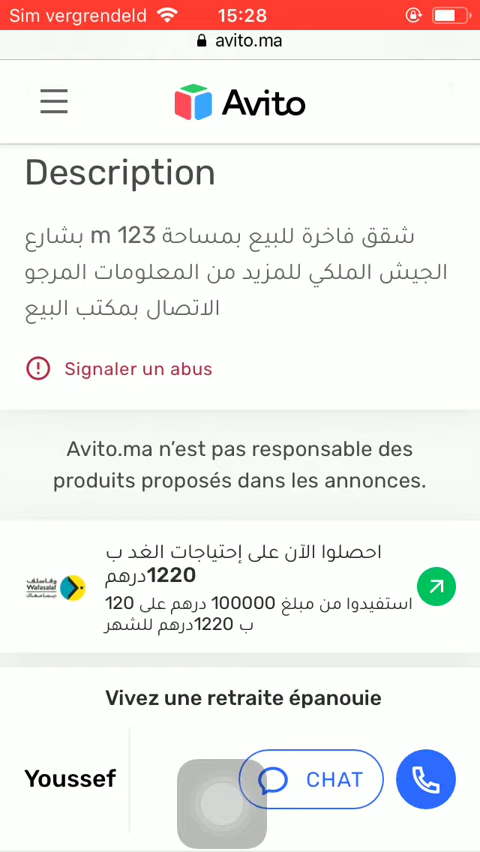 Sim vergrendeld 15:28
avito.ma
Avito
Description
شقق فاخرة للبيع بمساحة 123 m بشارع
الجيش الملكي للمزيد من المعلومات المرجو
الاتصال بمكتب البيع
Signaler un abus
Avito.ma n’est pas responsable des
produits proposés dans les annonces.
احصلوا الآن على إحتياجات الغد ب
1220درهم
وفاسلف
Wafasalaf
استفيدوا من مبلغ 100000 درهم على 120
ب 1220درهم للشهر
Vivez une retraite épanouie
Youssef
CHAT